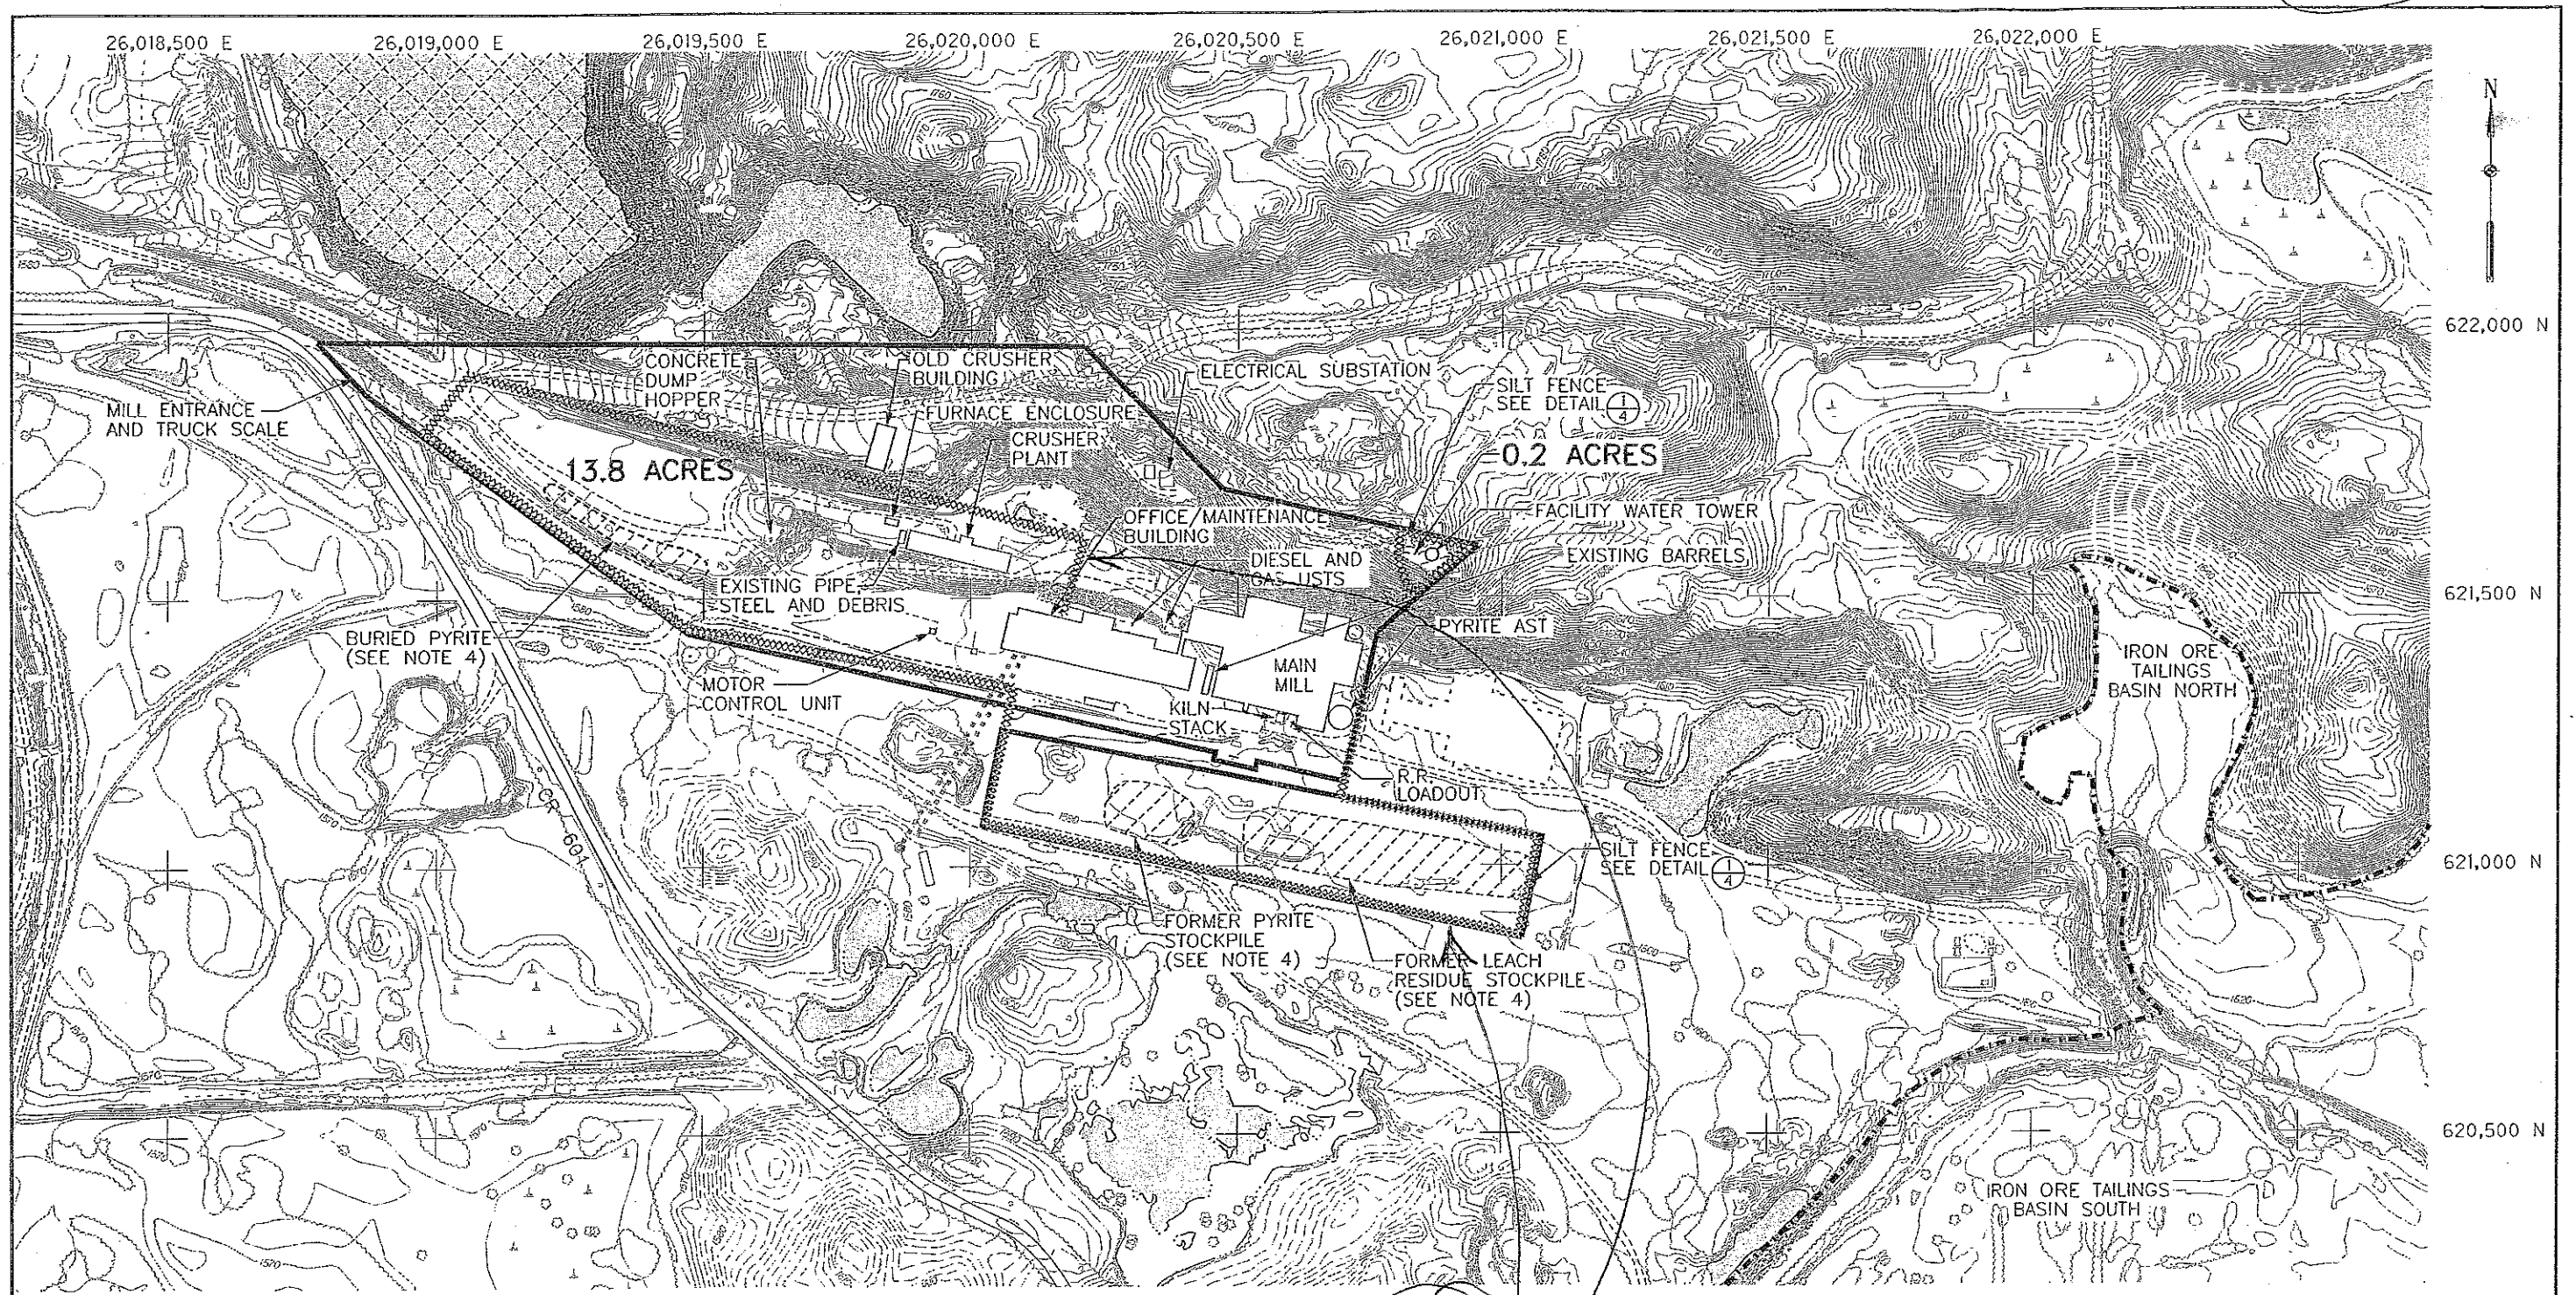 26,018,500 E 26,019,000 E 26,019,500 E 26,020,000 E 26,020,500 E 26,021,000 E 26,021,500 E 26,022,000 E
N
622,000 N
CONCRETE
DUMP
HOPPER
OLD CRUSHER
BUILDING
ELECTRICAL SUBSTATION
SILT FENCE
SEE DETAIL 1/4
MILL ENTRANCE
AND TRUCK SCALE
FURNACE ENCLOSURE
CRUSHER
PLANT
13.8 ACRES
0.2 ACRES
OFFICE/MAINTENANCE
BUILDING
FACILITY WATER TOWER
DIESEL AND
GAS USTS
EXISTING BARRELS
EXISTING PIPE,
STEEL AND DEBRIS
621,500 N
BURIED PYRITE
(SEE NOTE 4)
PYRITE AST
MAIN
MILL
IRON ORE
TAILINGS
BASIN NORTH
MOTOR
CONTROL UNIT
KILN
STACK
R.R.
LOADOUT
CR - 601
SILT FENCE
SEE DETAIL 1/4
621,000 N
FORMER PYRITE
STOCKPILE
(SEE NOTE 4)
FORMER LEACH
RESIDUE STOCKPILE
(SEE NOTE 4)
620,500 N
IRON ORE TAILINGS
BASIN SOUTH